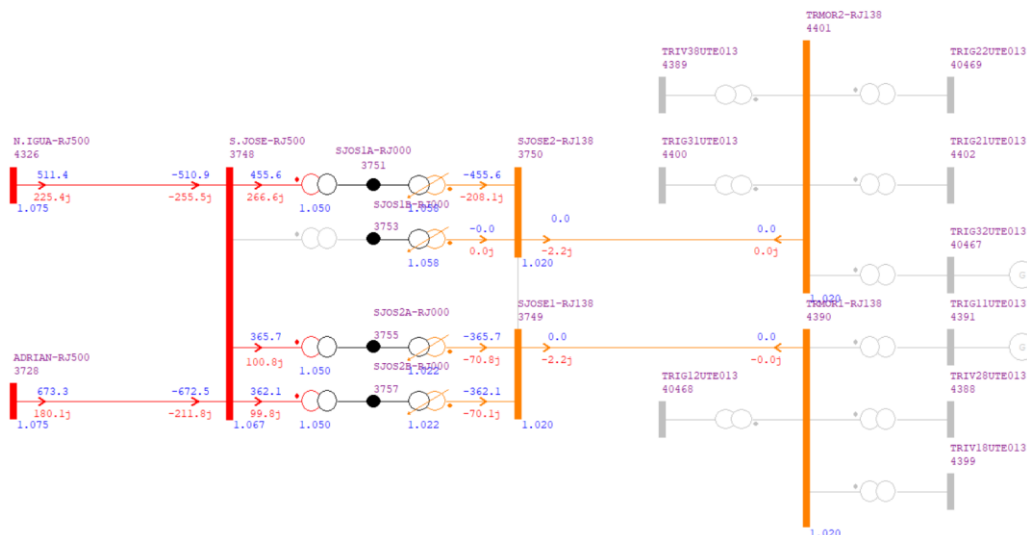 TRMOR2-RJ138
4401
TRIV38UTE013
4389
TRIG22UTE013
40469
N.IGUA-RJ500
4326
S.JOSE-RJ500
3748
SJOS1A-RJ000
3751
SJOSE2-RJ138
3750
TRIG31UTE013
4400
TRIG21UTE013
4402
511.4
-510.9
455.6
-455.6
225.4j
-255.5j
266.6j
1.050
1.058
-208.1j
1.075
SJOS1B-RJ000
3753
-0.0
0.0j
1.058
0.0
-2.2j
0.0
0.0j
1.020
TRIG32UTE013
40467
G
1.020
SJOS2A-RJ000
3755
SJOSE1-RJ138
3749
TRMOR1-RJ138
4390
TRIG11UTE013
4391
G
365.7
-365.7
100.8j
1.050
1.022
-70.8j
0.0
-2.2j
0.0
-0.0j
ADRIAN-RJ500
3728
SJOS2B-RJ000
3757
TRIG12UTE013
40468
TRIV28UTE013
4388
673.3
-672.5
362.1
-362.1
180.1j
-211.8j
99.8j
-70.1j
1.075
1.067
1.050
1.022
1.020
TRIV18UTE013
4399
1.020